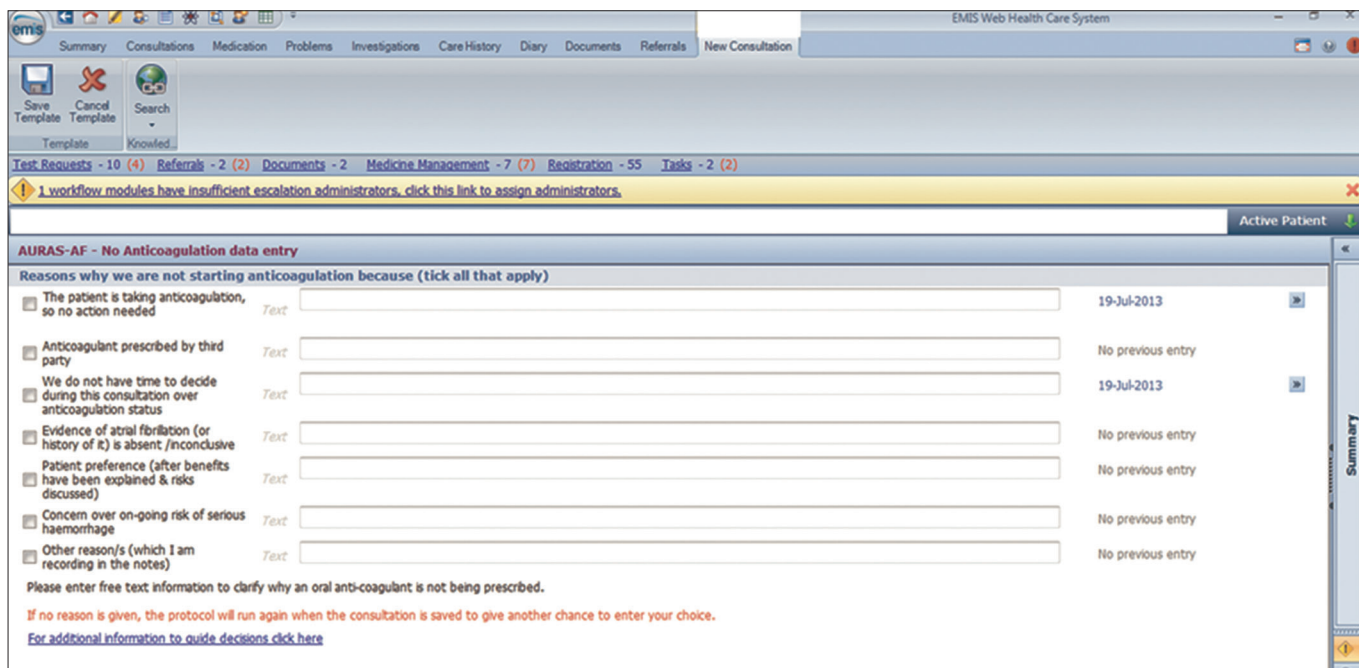 emis
EMIS Web Health Care System
Summary Consultations Medication Problems Investigations Care History Diary Documents Referrals New Consultation
Save Template Cancel Template Search
Template Knowled...
Test Requests - 10 (4) Referrals - 2 (2) Documents - 2 Medicine Management - 7 (7) Registration - 55 Tasks - 2 (2)
1 workflow modules have insufficient escalation administrators, click this link to assign administrators.
Active Patient
AURAS-AF - No Anticoagulation data entry
Reasons why we are not starting anticoagulation because (tick all that apply)
The patient is taking anticoagulation,
so no action needed
Text
19-Jul-2013
Anticoagulant prescribed by third
party
Text
No previous entry
We do not have time to decide
during this consultation over
anticoagulation status
Text
19-Jul-2013
Evidence of atrial fibrillation (or
history of it) is absent /inconclusive
Text
No previous entry
Patient preference (after benefits
have been explained & risks
discussed)
Text
No previous entry
Concern over on-going risk of serious
haemorrhage
Text
No previous entry
Other reason/s (which I am
recording in the notes)
Text
No previous entry
Please enter free text information to clarify why an oral anti-coagulant is not being prescribed.
If no reason is given, the protocol will run again when the consultation is saved to give another chance to enter your choice.
For additional information to guide decisions click here
Summary